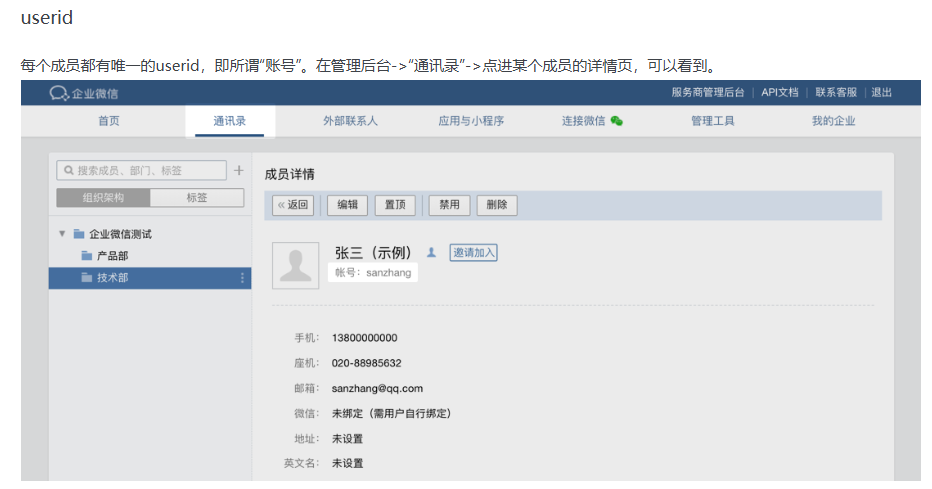 userid
每个成员都有唯一的userid，即所谓“账号”。在管理后台->“通讯录”->点进某个成员的详情页，可以看到。
企业微信 服务商管理后台 | API文档 | 联系客服 | 退出
首页 通讯录 外部联系人 应用与小程序 连接微信 管理工具 我的企业
搜索成员、部门、标签 +
成员详情
组织架构 标签
« 返回 编辑 置顶 禁用 删除
企业微信测试
产品部
技术部
张三（示例） 邀请加入
帐号：sanzhang
手机： 13800000000
座机： 020-88985632
邮箱： sanzhang@qq.com
微信： 未绑定（需用户自行绑定）
地址： 未设置
英文名： 未设置